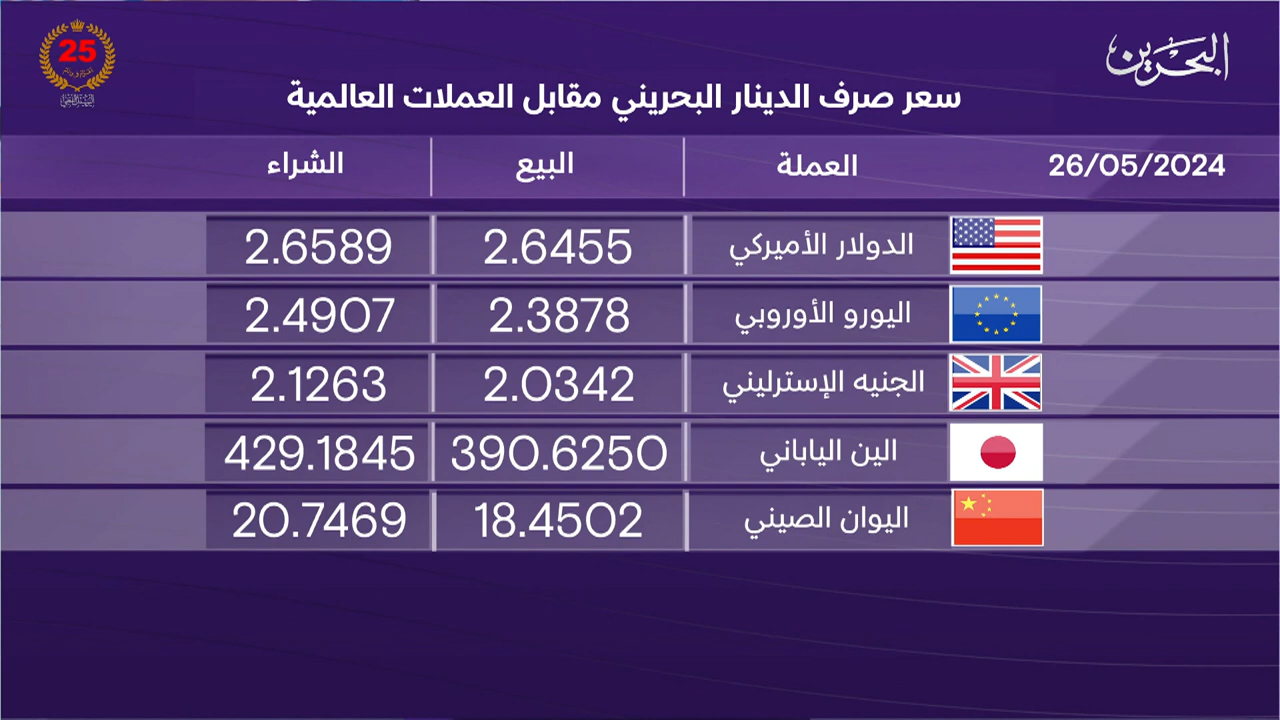 البحرين
25
سعر صرف الدينار البحريني مقابل العملات العالمية
26/05/2024 العملة البيع الشراء
الدولار الأميركي 2.6455 2.6589
اليورو الأوروبي 2.3878 2.4907
الجنيه الإسترليني 2.0342 2.1263
الين الياباني 390.6250 429.1845
اليوان الصيني 18.4502 20.7469